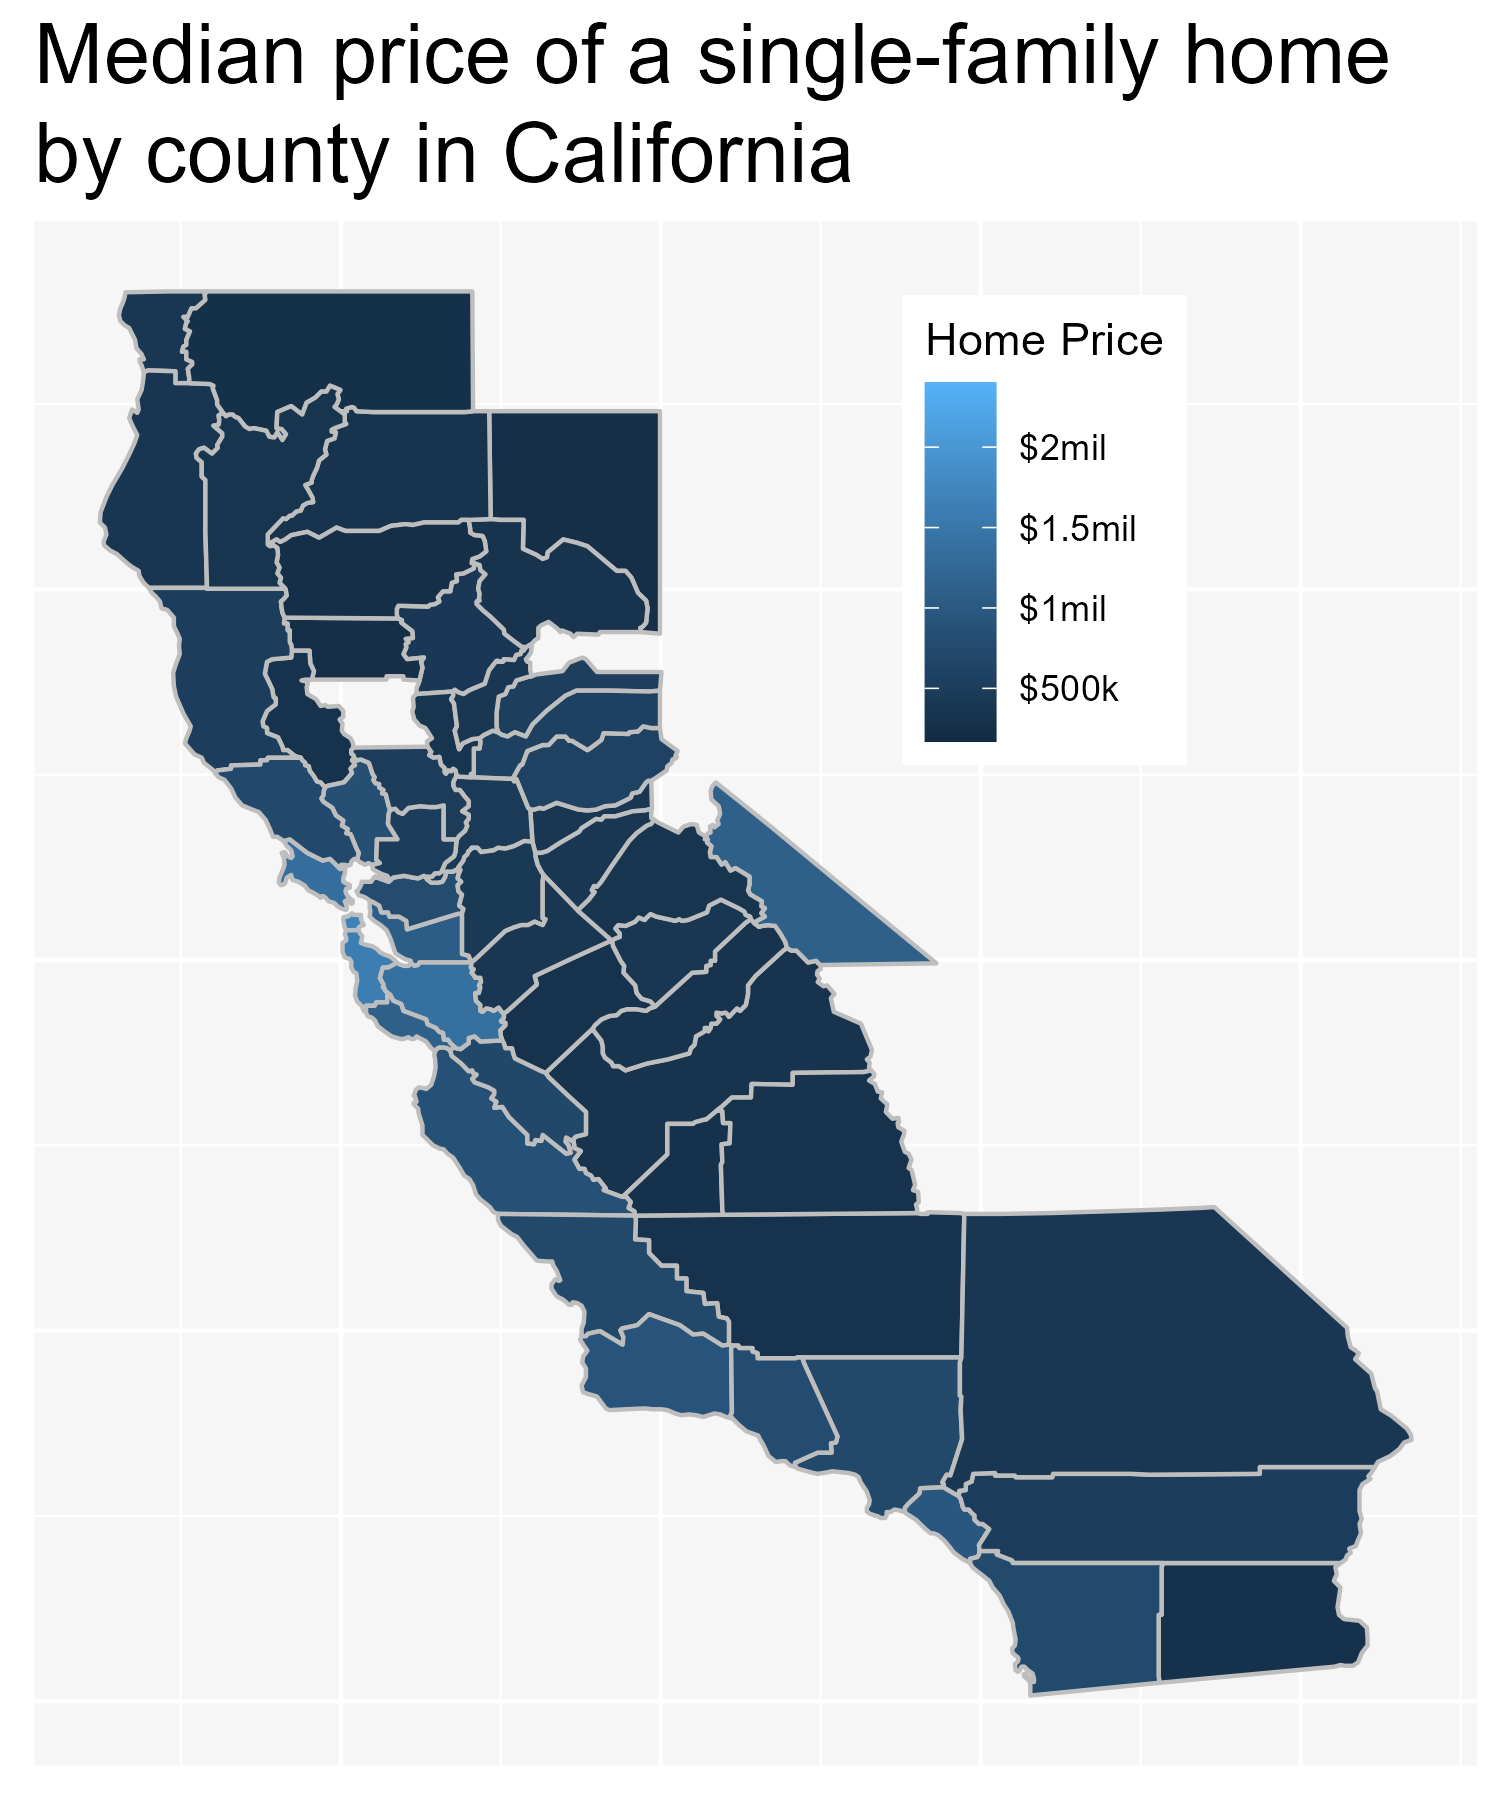 Median price of a single-family home
by county in California
Home Price
$2mil
$1.5mil
$1mil
$500k